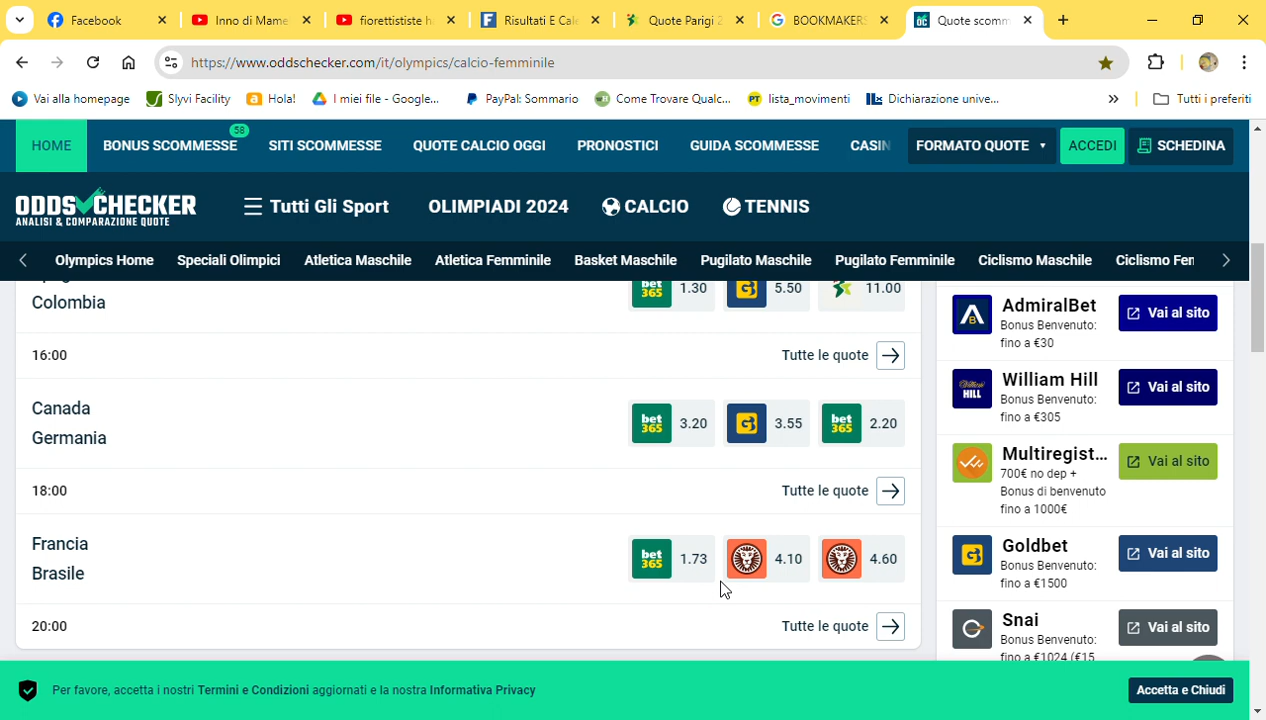 Facebook
Inno di Mame
fiorettististe ha
Risultati E Calc
Quote Parigi 2
BOOKMAKERS
Quote scomm
https://www.oddschecker.com/it/olympics/calcio-femminile
Vai alla homepage
Slyvi Facility
Hola!
I miei file - Google...
PayPal: Sommario
Come Trovare Qualc...
lista_movimenti
Dichiarazione unive...
Tutti i preferiti
HOME
BONUS SCOMMESSE
58
SITI SCOMMESSE
QUOTE CALCIO OGGI
PRONOSTICI
GUIDA SCOMMESSE
CASIN
FORMATO QUOTE
ACCEDI
SCHEDINA
ODDSCHECKER
ANALISI & COMPARAZIONE QUOTE
Tutti Gli Sport
OLIMPIADI 2024
CALCIO
TENNIS
Olympics Home
Speciali Olimpici
Atletica Maschile
Atletica Femminile
Basket Maschile
Pugilato Maschile
Pugilato Femminile
Ciclismo Maschile
Ciclismo Fem
Colombia
bet365 1.30
5.50
11.00
16:00
Tutte le quote
Canada
Germania
bet365 3.20
3.55
bet365 2.20
18:00
Tutte le quote
Francia
Brasile
bet365 1.73
4.10
4.60
20:00
Tutte le quote
AdmiralBet
Bonus Benvenuto:
fino a €30
Vai al sito
William Hill
Bonus Benvenuto:
fino a €305
Vai al sito
Multiregist...
700€ no dep +
Bonus di benvenuto
fino a 1000€
Vai al sito
Goldbet
Bonus Benvenuto:
fino a €1500
Vai al sito
Snai
Bonus Benvenuto:
fino a €1024 (€15
Vai al sito
Per favore, accetta i nostri Termini e Condizioni aggiornati e la nostra Informativa Privacy
Accetta e Chiudi